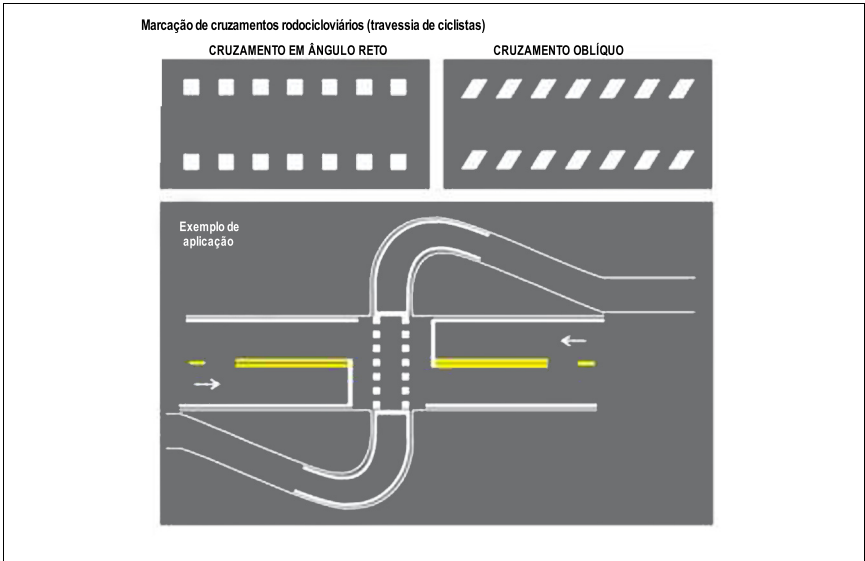 Marcação de cruzamentos rodocicloviários (travessia de ciclistas)
CRUZAMENTO EM ÂNGULO RETO
CRUZAMENTO OBLÍQUO
Exemplo de
aplicação